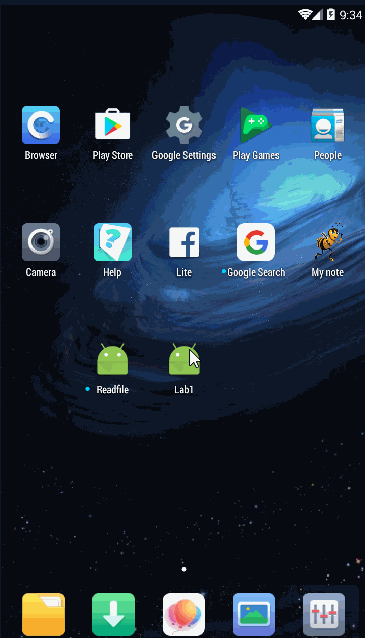 9:34
Browser
Play Store
Google Settings
Play Games
People
Camera
Help
Lite
Google Search
My note
Readfile
Lab1